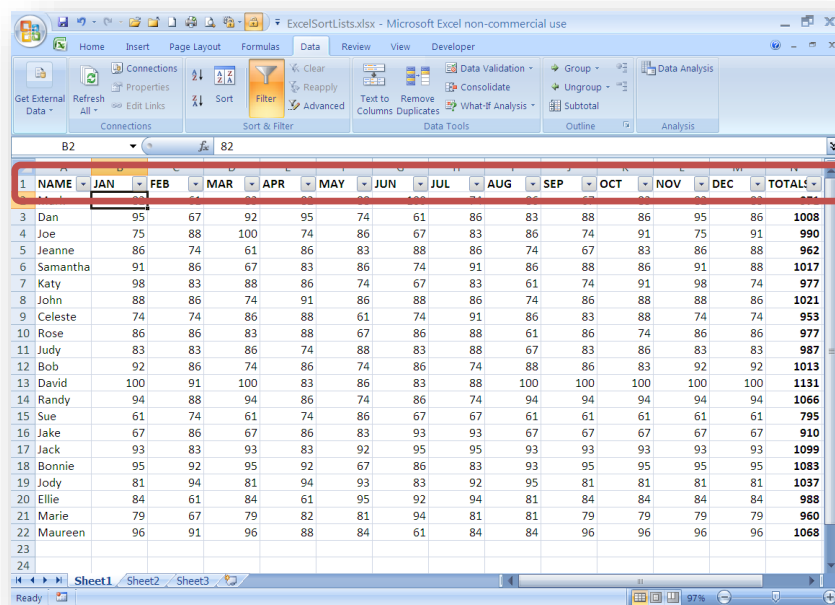 ExcelSortLists.xlsx - Microsoft Excel non-commercial use
Home Insert Page Layout Formulas Data Review View Developer
Get External Data Refresh All Connections Properties Edit Links Sort Filter Clear Reapply Advanced Text to Columns Remove Duplicates Data Validation Consolidate What-If Analysis Group Ungroup Subtotal Data Analysis
Connections Sort & Filter Data Tools Outline Analysis
B2 fx 82
1 NAME JAN FEB MAR APR MAY JUN JUL AUG SEP OCT NOV DEC TOTALS
3 Dan 95 67 92 95 74 61 86 83 88 86 95 86 1008
4 Joe 75 88 100 74 86 67 83 86 74 91 75 91 990
5 Jeanne 86 74 61 86 83 88 86 74 67 83 86 88 962
6 Samantha 91 86 67 83 86 74 91 86 88 86 91 88 1017
7 Katy 98 83 88 86 74 67 83 61 74 91 98 74 977
8 John 88 86 74 91 86 88 86 74 86 88 88 86 1021
9 Celeste 74 74 86 88 61 74 91 86 83 88 74 74 953
10 Rose 86 86 83 88 67 86 88 61 86 74 86 86 977
11 Judy 83 83 86 74 88 83 88 67 83 86 83 83 987
12 Bob 92 86 74 86 74 86 74 88 86 83 92 92 1013
13 David 100 91 100 83 86 83 88 100 100 100 100 100 1131
14 Randy 94 88 94 86 74 86 74 94 94 94 94 94 1066
15 Sue 61 74 61 74 86 67 67 61 61 61 61 61 795
16 Jake 67 86 67 86 83 93 93 67 67 67 67 67 910
17 Jack 93 83 93 83 92 95 95 93 93 93 93 93 1099
18 Bonnie 95 92 95 92 67 86 83 93 95 95 95 95 1083
19 Jody 81 94 81 94 93 83 92 95 81 81 81 81 1037
20 Ellie 84 61 84 61 95 92 94 81 84 84 84 84 988
21 Marie 79 67 79 82 81 94 81 81 79 79 79 79 960
22 Maureen 96 91 96 88 84 61 84 84 96 96 96 96 1068
23
24
Sheet1 Sheet2 Sheet3
Ready 97%